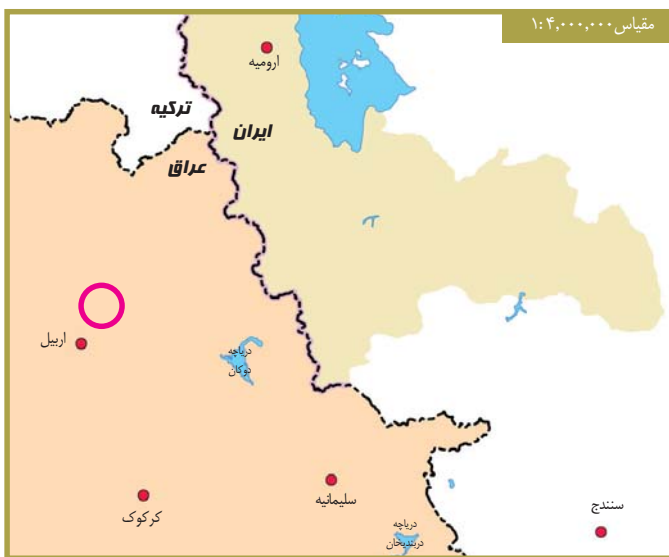 مقیاس ۱:۴,۰۰۰,۰۰۰
ارومیه
ترکیه
ایران
عراق
اربیل
دریاچه
دوکان
سلیمانیه
کرکوک
دریاچه
دربندیخان
سنندج